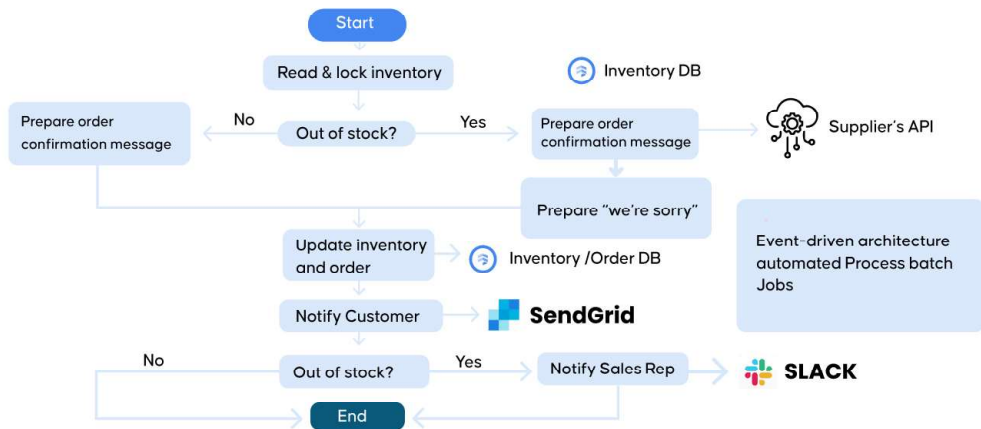 Start
Read & lock inventory
Inventory DB
No
Out of stock?
Yes
Prepare order
confirmation message
Prepare order
confirmation message
Supplier's API
Prepare "we're sorry"
Update inventory
and order
Inventory /Order DB
Event-driven architecture
automated Process batch
Jobs
Notify Customer
SendGrid
No
Out of stock?
Yes
Notify Sales Rep
SLACK
End